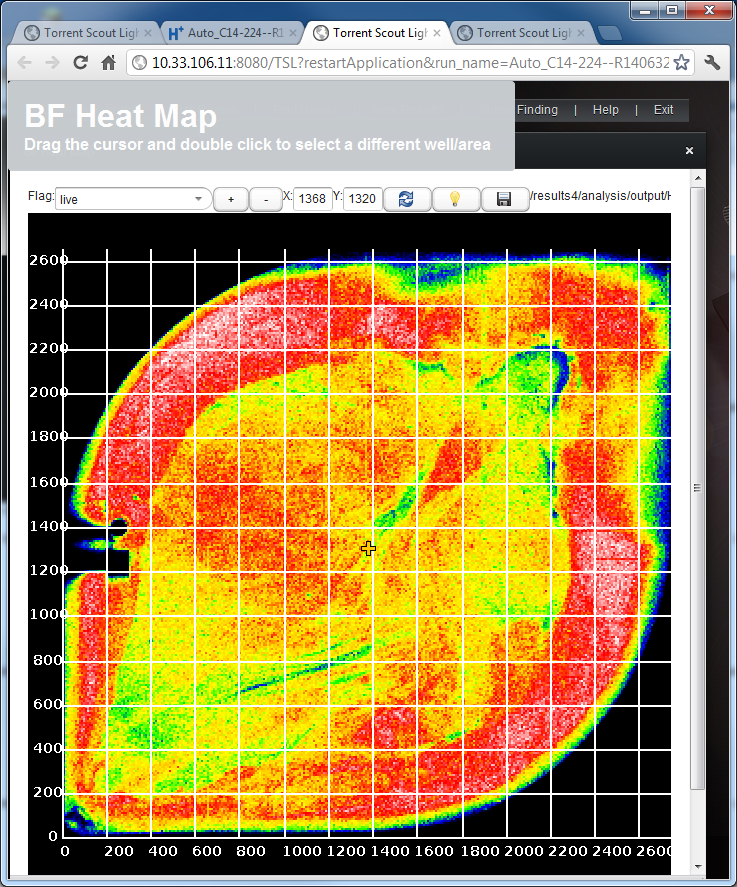 Torrent Scout Ligh
Auto_C14-224--R1
Torrent Scout Ligh
Torrent Scout Ligh
10.33.106.11:8080/TSL?restartApplication&run_name=Auto_C14-224--R140632
BF Heat Map
Drag the cursor and double click to select a different well/area
Finding | Help | Exit
Flag: live + - X: 1368 Y: 1320 /results4/analysis/output/H
2600
2400
2200
2000
1800
1600
1400
1200
1000
800
600
400
200
0
0 200 400 600 800 1000 1200 1400 1600 1800 2000 2200 2400 2600